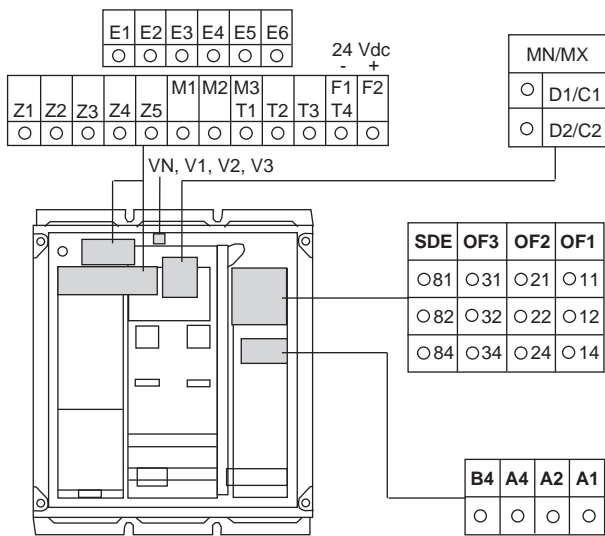 E1 E2 E3 E4 E5 E6
24 Vdc
- +
MN/MX
D1/C1
D2/C2
M1 M2 M3 F1 F2
Z1 Z2 Z3 Z4 Z5 T1 T2 T3 T4
VN, V1, V2, V3
SDE OF3 OF2 OF1
81 31 21 11
82 32 22 12
84 34 24 14
B4 A4 A2 A1